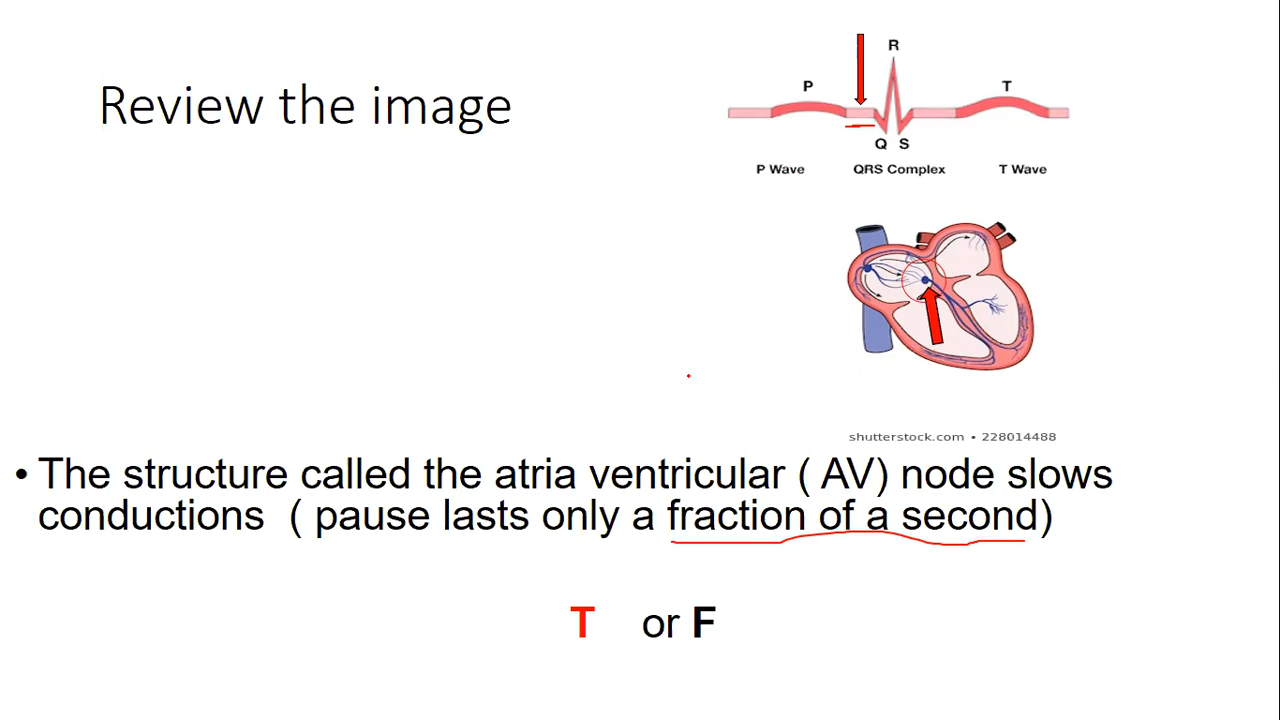 Review the image
R
P
T
Q S
P Wave QRS Complex T Wave
shutterstock.com • 228014488
• The structure called the atria ventricular ( AV) node slows
conductions ( pause lasts only a fraction of a second)
T or F